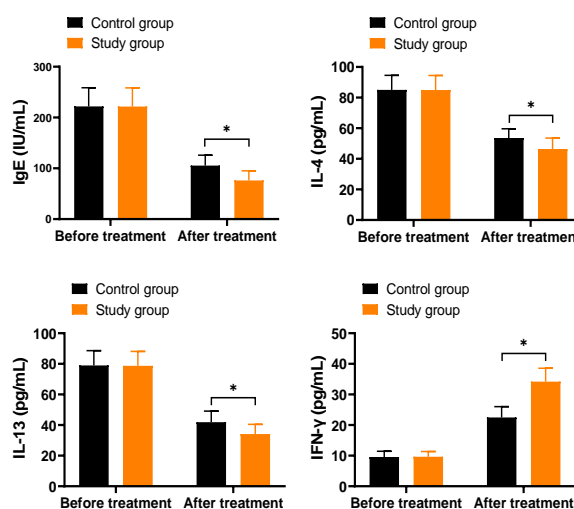 Control group
Study group
IgE (IU/mL)
300
200
100
0
*
Before treatment
After treatment
Control group
Study group
IL-4 (pg/mL)
100
80
60
40
20
0
*
Before treatment
After treatment
Control group
Study group
IL-13 (pg/mL)
100
80
60
40
20
0
*
Before treatment
After treatment
Control group
Study group
IFN-γ (pg/mL)
50
40
30
20
10
0
*
Before treatment
After treatment